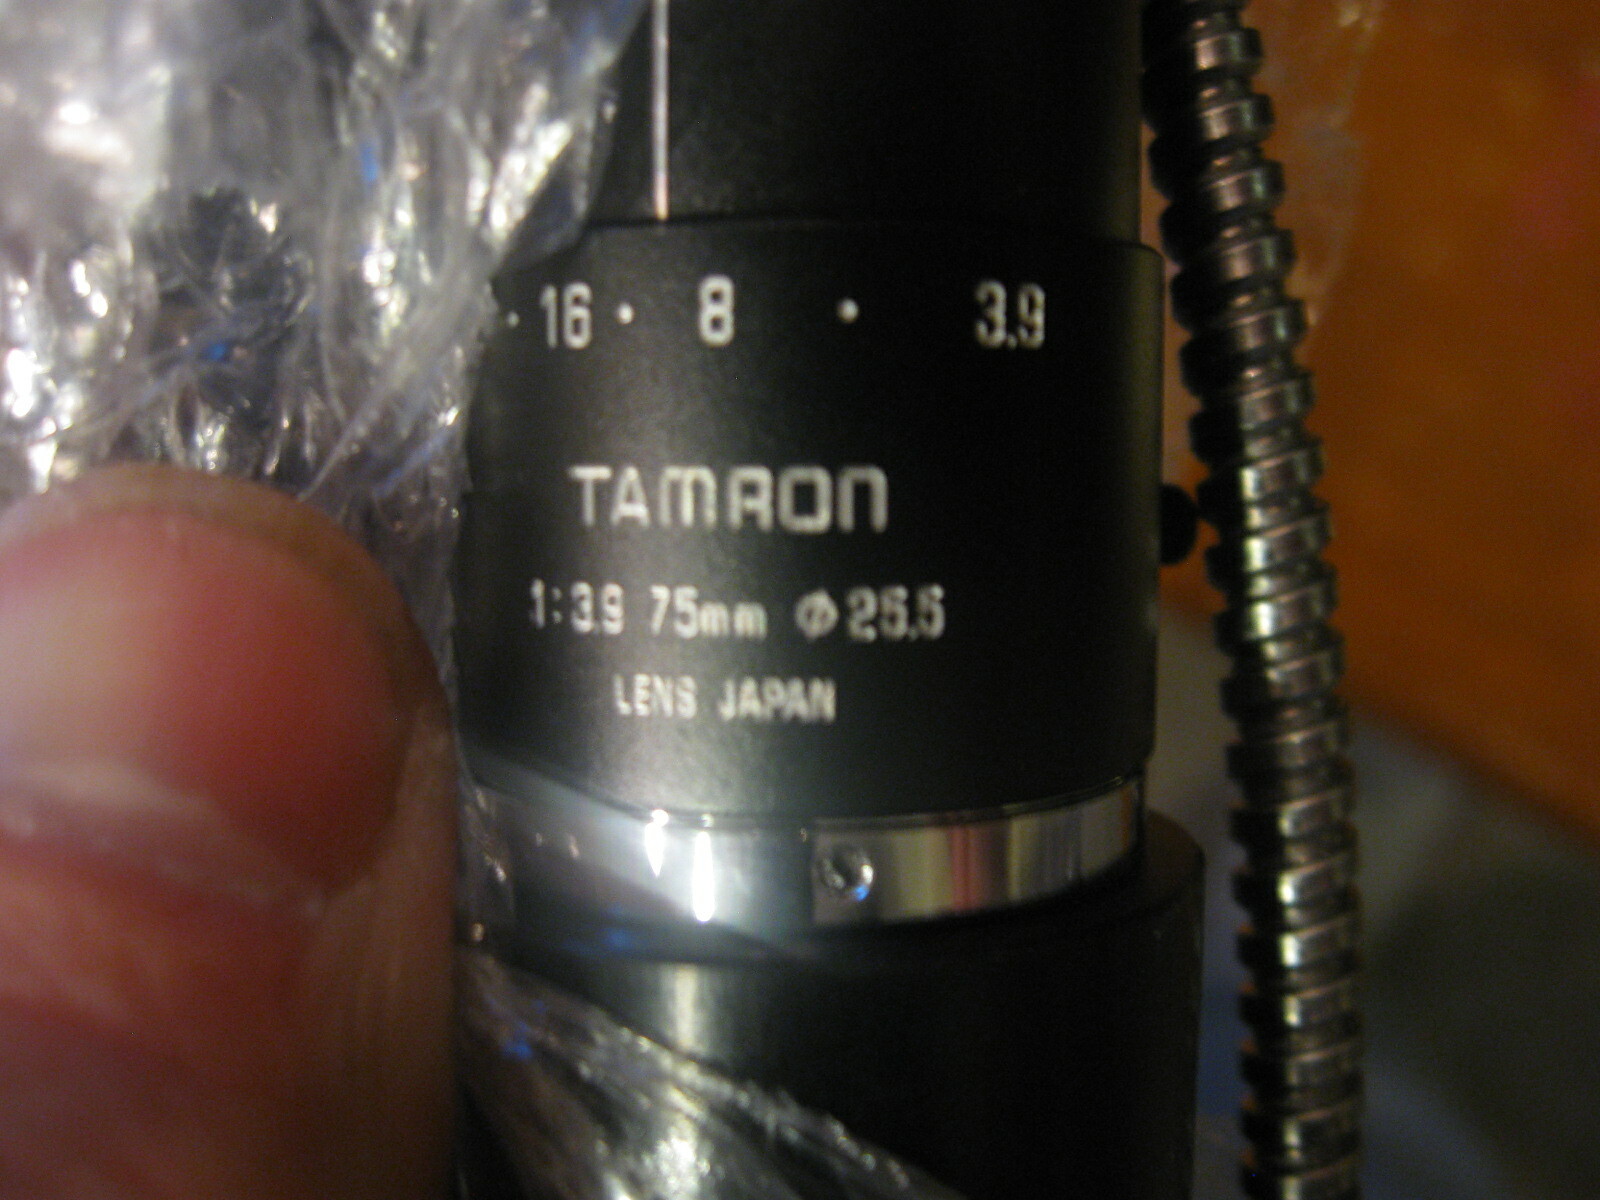 · 16 · 8 · 3.9
TAMRON
1:3.9 75mm Φ25.5
LENS JAPAN